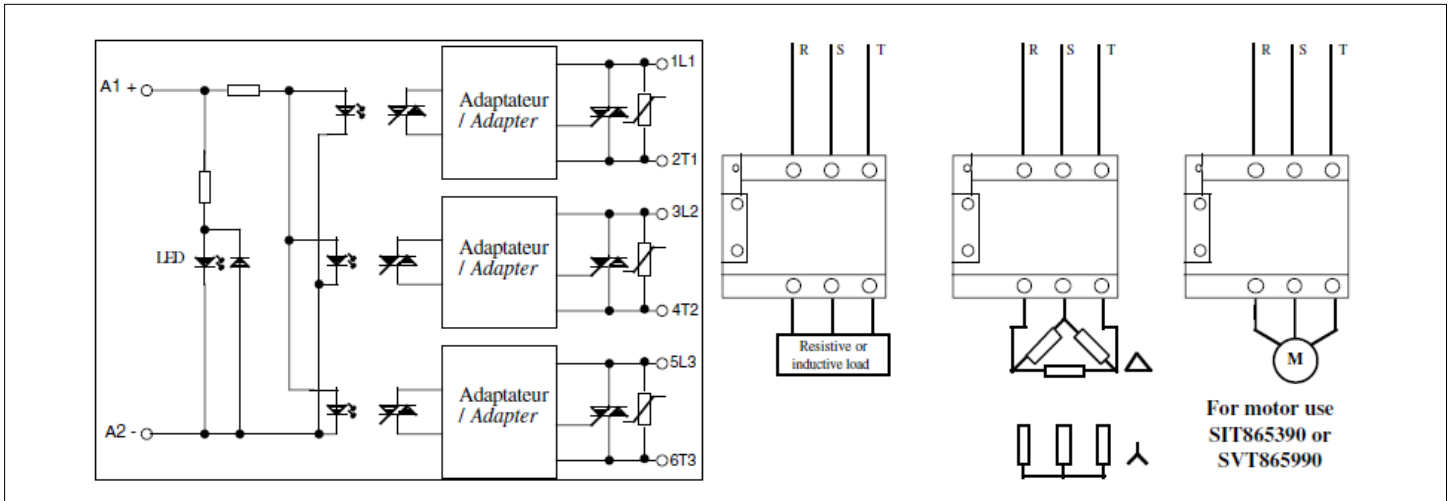 A1 +
LED
A2 -
Adaptateur
/ Adapter
1L1
2T1
Adaptateur
/ Adapter
3L2
4T2
Adaptateur
/ Adapter
5L3
6T3
R S T
Resistive or
inductive load
R S T
R S T
M
For motor use
SIT865390 or
SVT865990